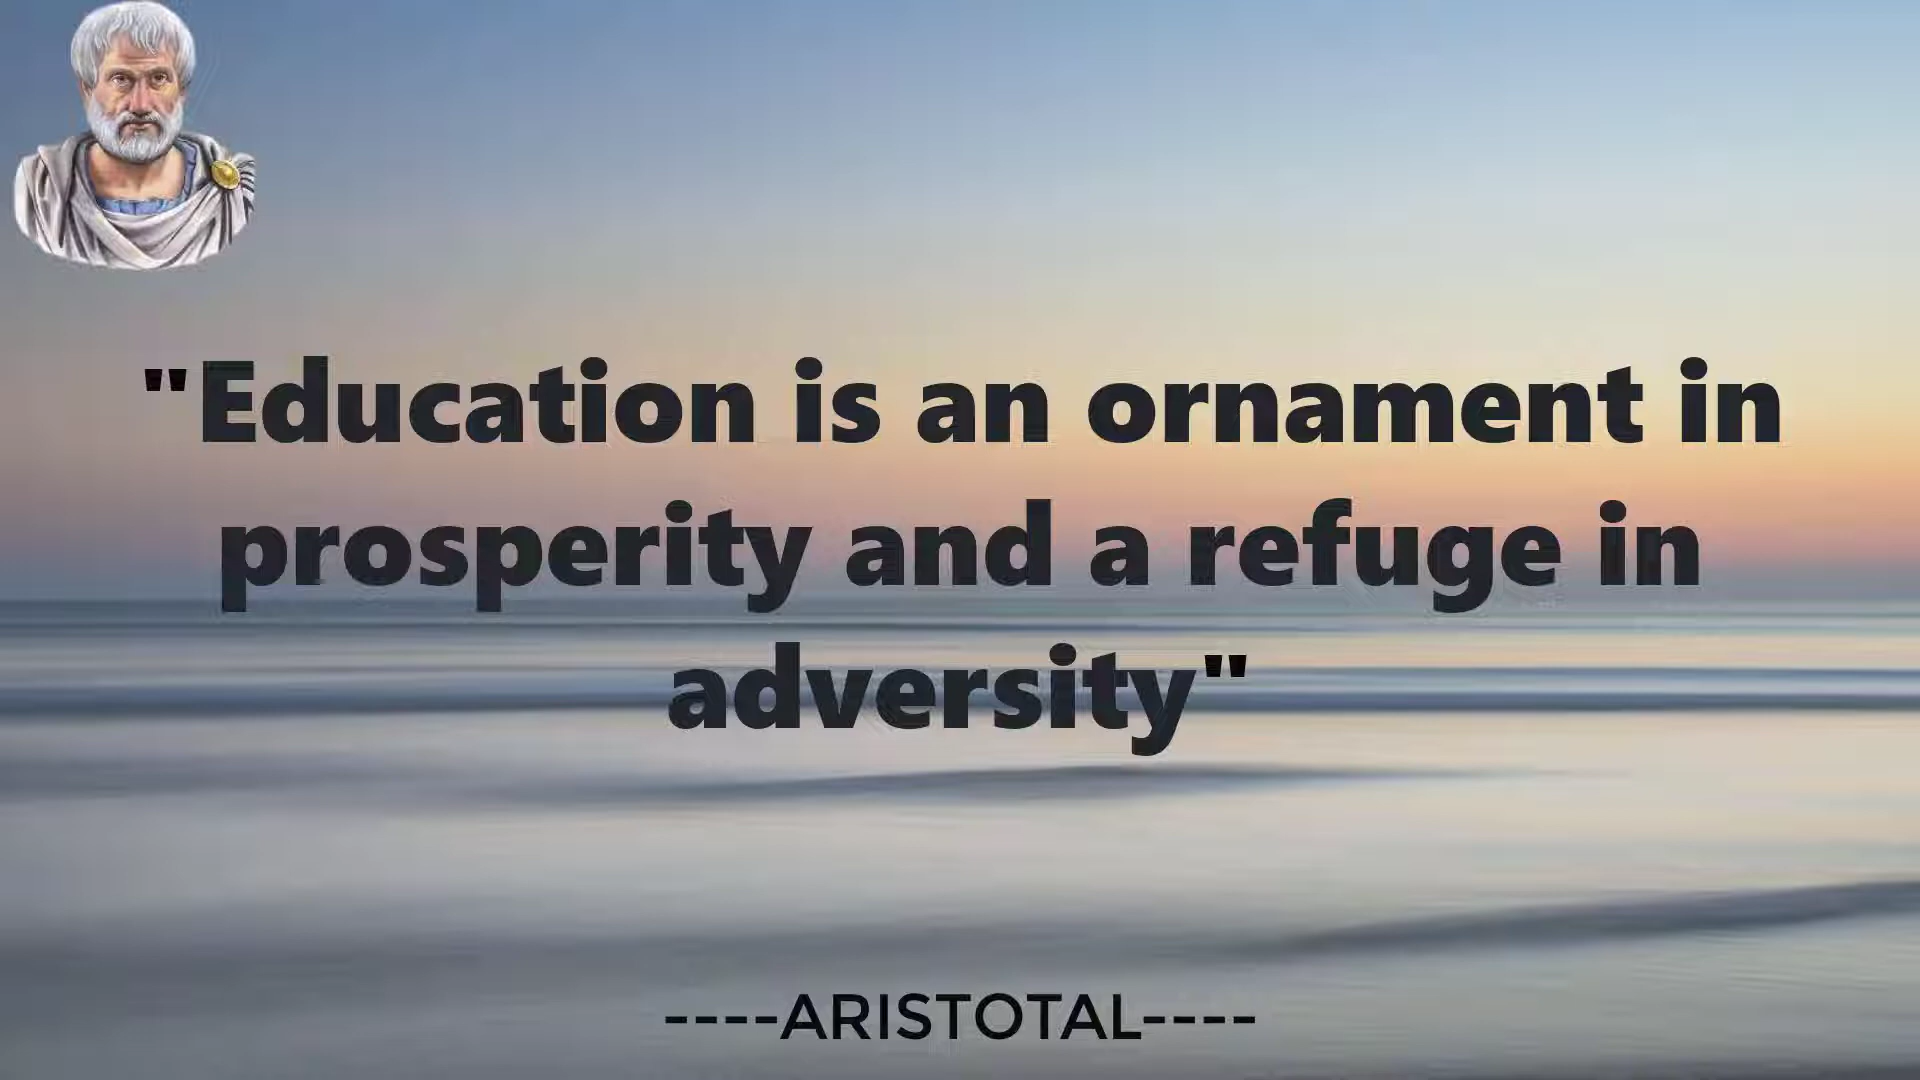 "Education is an ornament in
prosperity and a refuge in
adversity"
----ARISTOTAL----